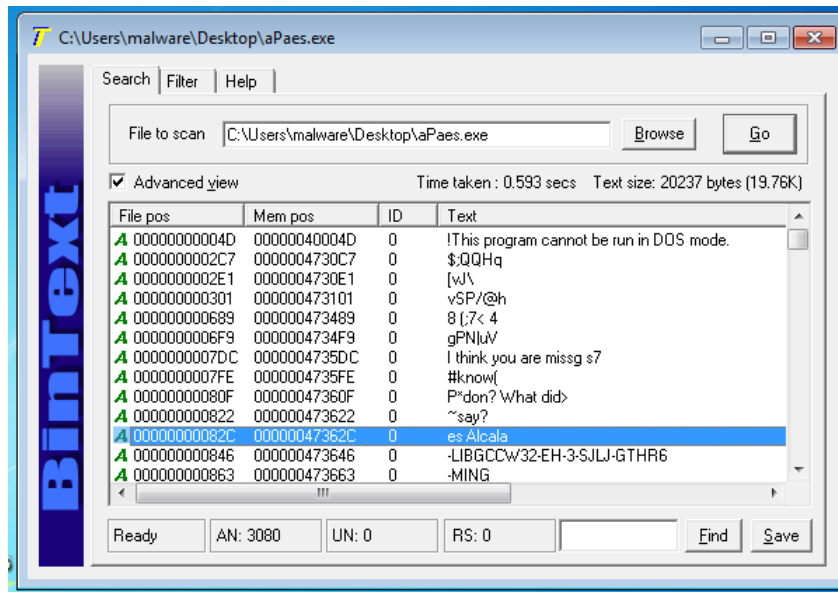 C:\Users\malware\Desktop\aPaes.exe
Search Filter Help
File to scan C:\Users\malware\Desktop\aPaes.exe Browse Go
Advanced view Time taken : 0.593 secs Text size: 20237 bytes (19.76K)
File pos Mem pos ID Text
A 00000000004D 00000040004D 0 !This program cannot be run in DOS mode.
A 0000000002C7 0000004730C7 0 $;QQHq
A 0000000002E1 0000004730E1 0 [wJ\
A 000000000301 000000473101 0 vSP/@h
A 000000000689 000000473489 0 8 (;7< 4
A 0000000006F9 0000004734F9 0 gPN|uV
A 0000000007DC 0000004735DC 0 I think you are missg s7
A 0000000007FE 0000004735FE 0 #know(
A 00000000080F 00000047360F 0 P*don? What did>
A 000000000822 000000473622 0 ~say?
A 00000000082C 00000047362C 0 es Alcala
A 000000000846 000000473646 0 -LIBGCCW32-EH-3-SJLJ-GTHR6
A 000000000863 000000473663 0 -MING
BinText
Ready AN: 3080 UN: 0 RS: 0 Find Save